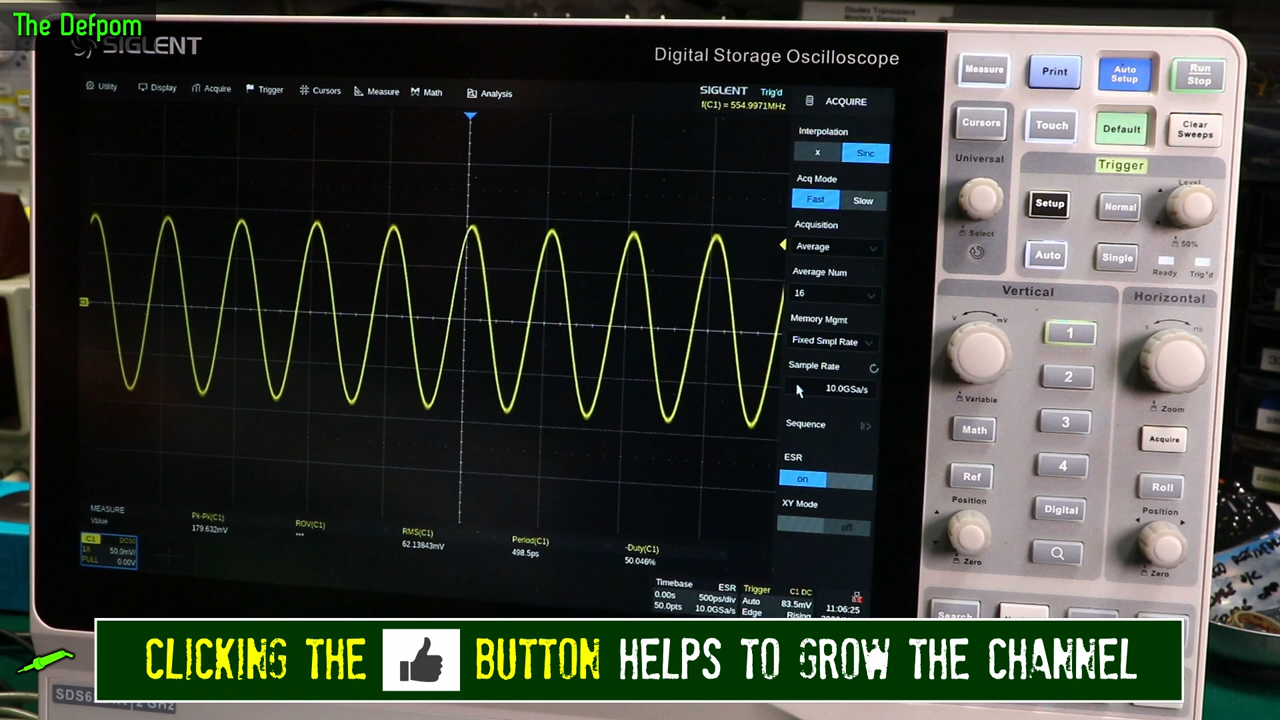 The Defpom
SIGLENT
Digital Storage Oscilloscope
Utility Display Acquire Trigger Cursors Measure Math Analysis
SIGLENT Trig'd
f(C1) = 554.9971MHz
ACQUIRE
Interpolation
x Sinc
Acq Mode
Fast Slow
Acquisition
Average
Average Num
16
Memory Mgmt
Fixed Smpl Rate
Sample Rate
10.0GSa/s
Sequence
ESR
on
XY Mode
off
MEASURE
Value
Pk-Pk(C1)
179.632mV
ROV(C1)
***
RMS(C1)
62.13843mV
Period(C1)
498.5ps
-Duty(C1)
50.046%
C1 DC50
1X 50.0mV/
FULL 0.00V
Timebase ESR
0.00s 500ps/div
50.0pts 10.0GSa/s
Trigger C1 DC
Auto 83.5mV
Edge Rising
11:06:25
Measure
Print
Auto
Setup
Run
Stop
Cursors
Touch
Default
Clear
Sweeps
Universal
Select
Trigger
Setup
Normal
Level
50%
Auto
Single
Ready
Trig'd
Vertical
V mV
Variable
1
2
3
4
Math
Ref
Digital
Position
Zero
Horizontal
s ns
Zoom
Acquire
Roll
Position
Zero
Search
CLICKING THE BUTTON HELPS TO GROW THE CHANNEL
2 GHz